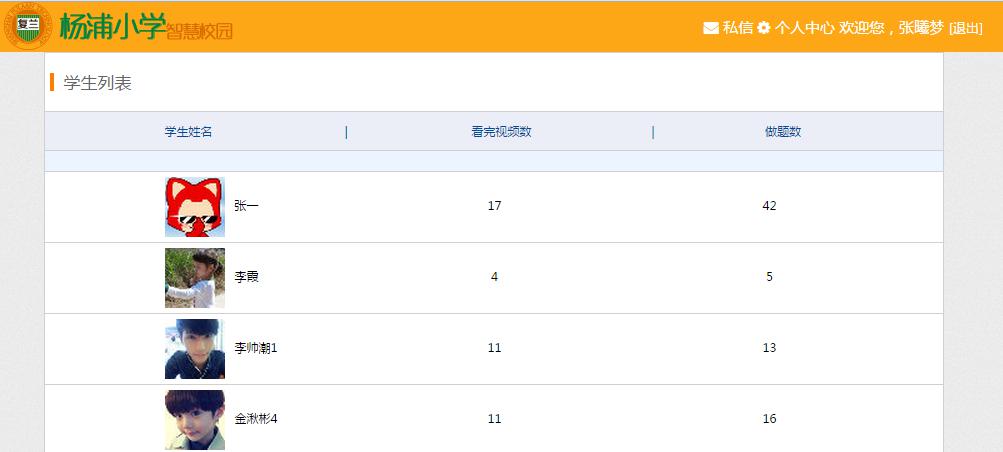 复兰
杨浦小学智慧校园
私信 个人中心 欢迎您，张曦梦 [退出]
学生列表
学生姓名 | 看完视频数 | 做题数
张一 17 42
李霞 4 5
李帅潮1 11 13
金湫彬4 11 16